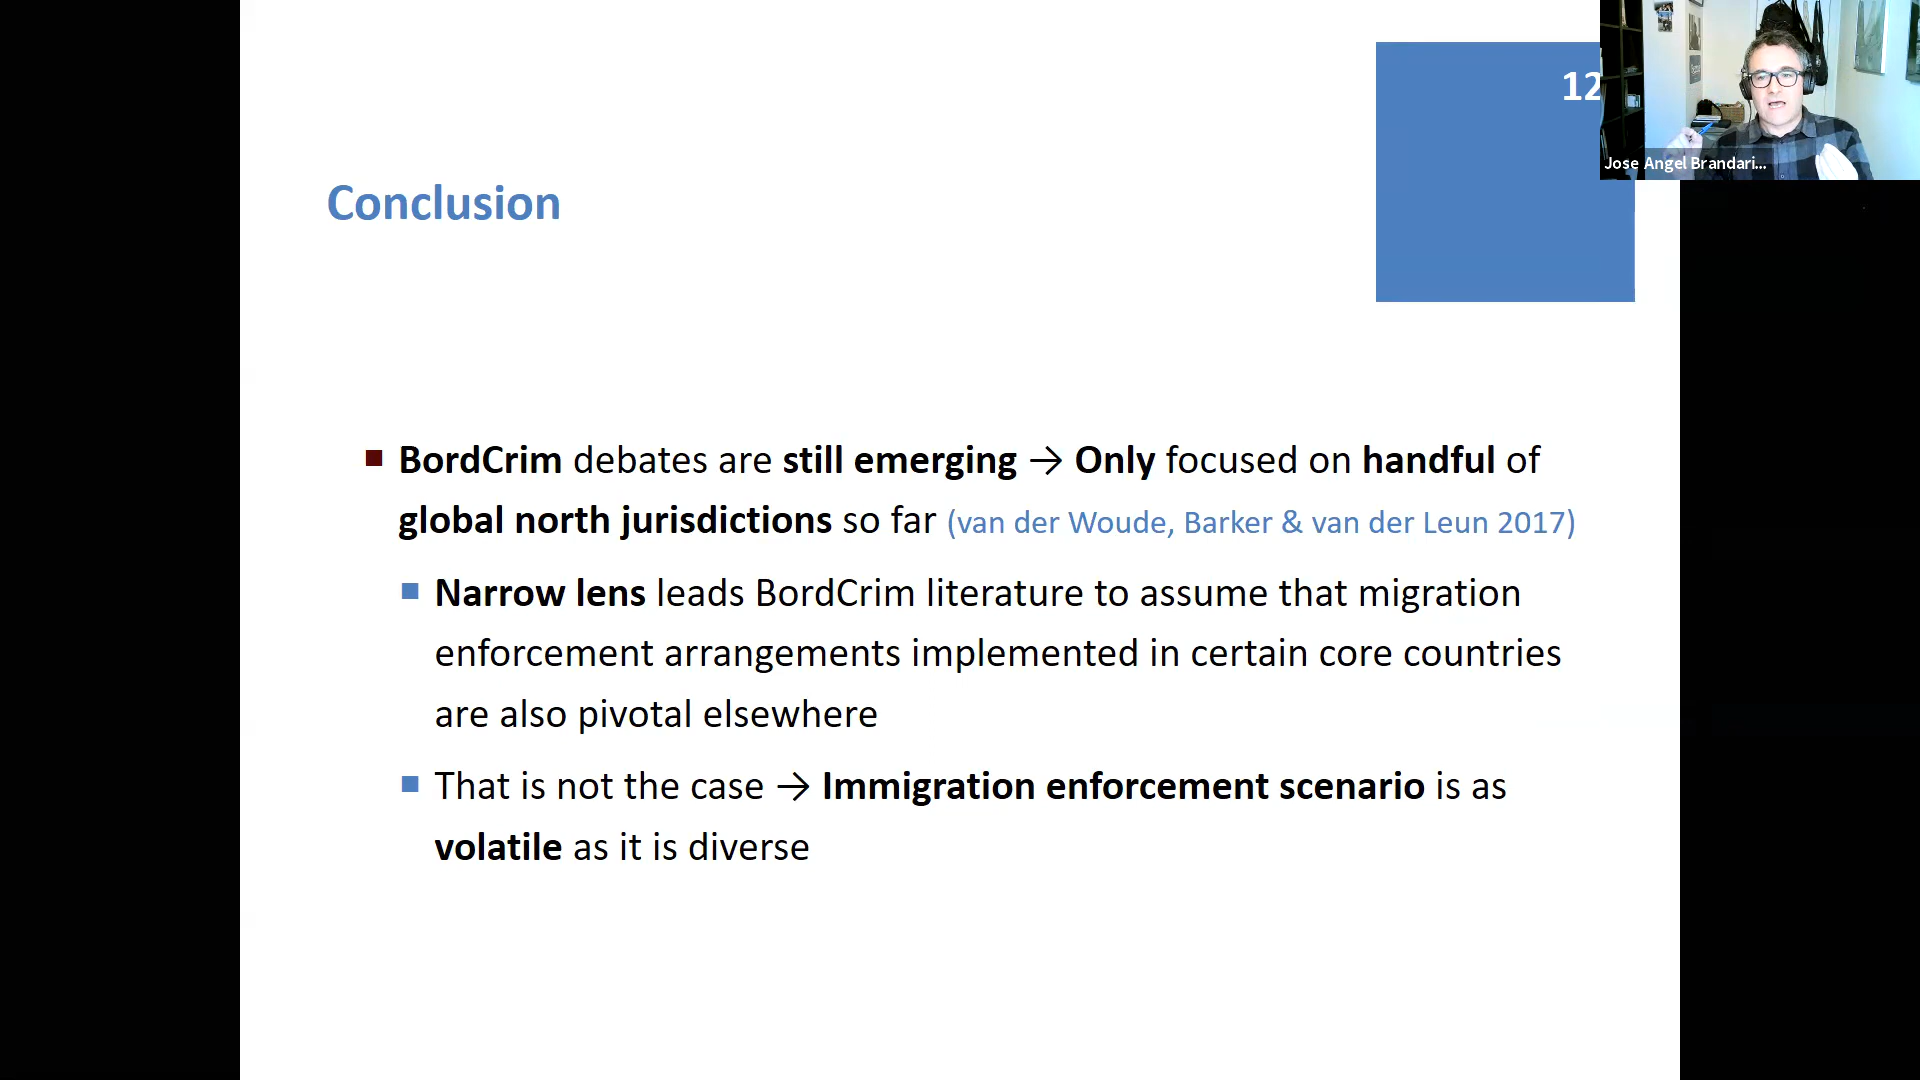 12
Jose Angel Brandari...
Conclusion
BordCrim debates are still emerging → Only focused on handful of
global north jurisdictions so far (van der Woude, Barker & van der Leun 2017)
Narrow lens leads BordCrim literature to assume that migration
enforcement arrangements implemented in certain core countries
are also pivotal elsewhere
That is not the case → Immigration enforcement scenario is as
volatile as it is diverse